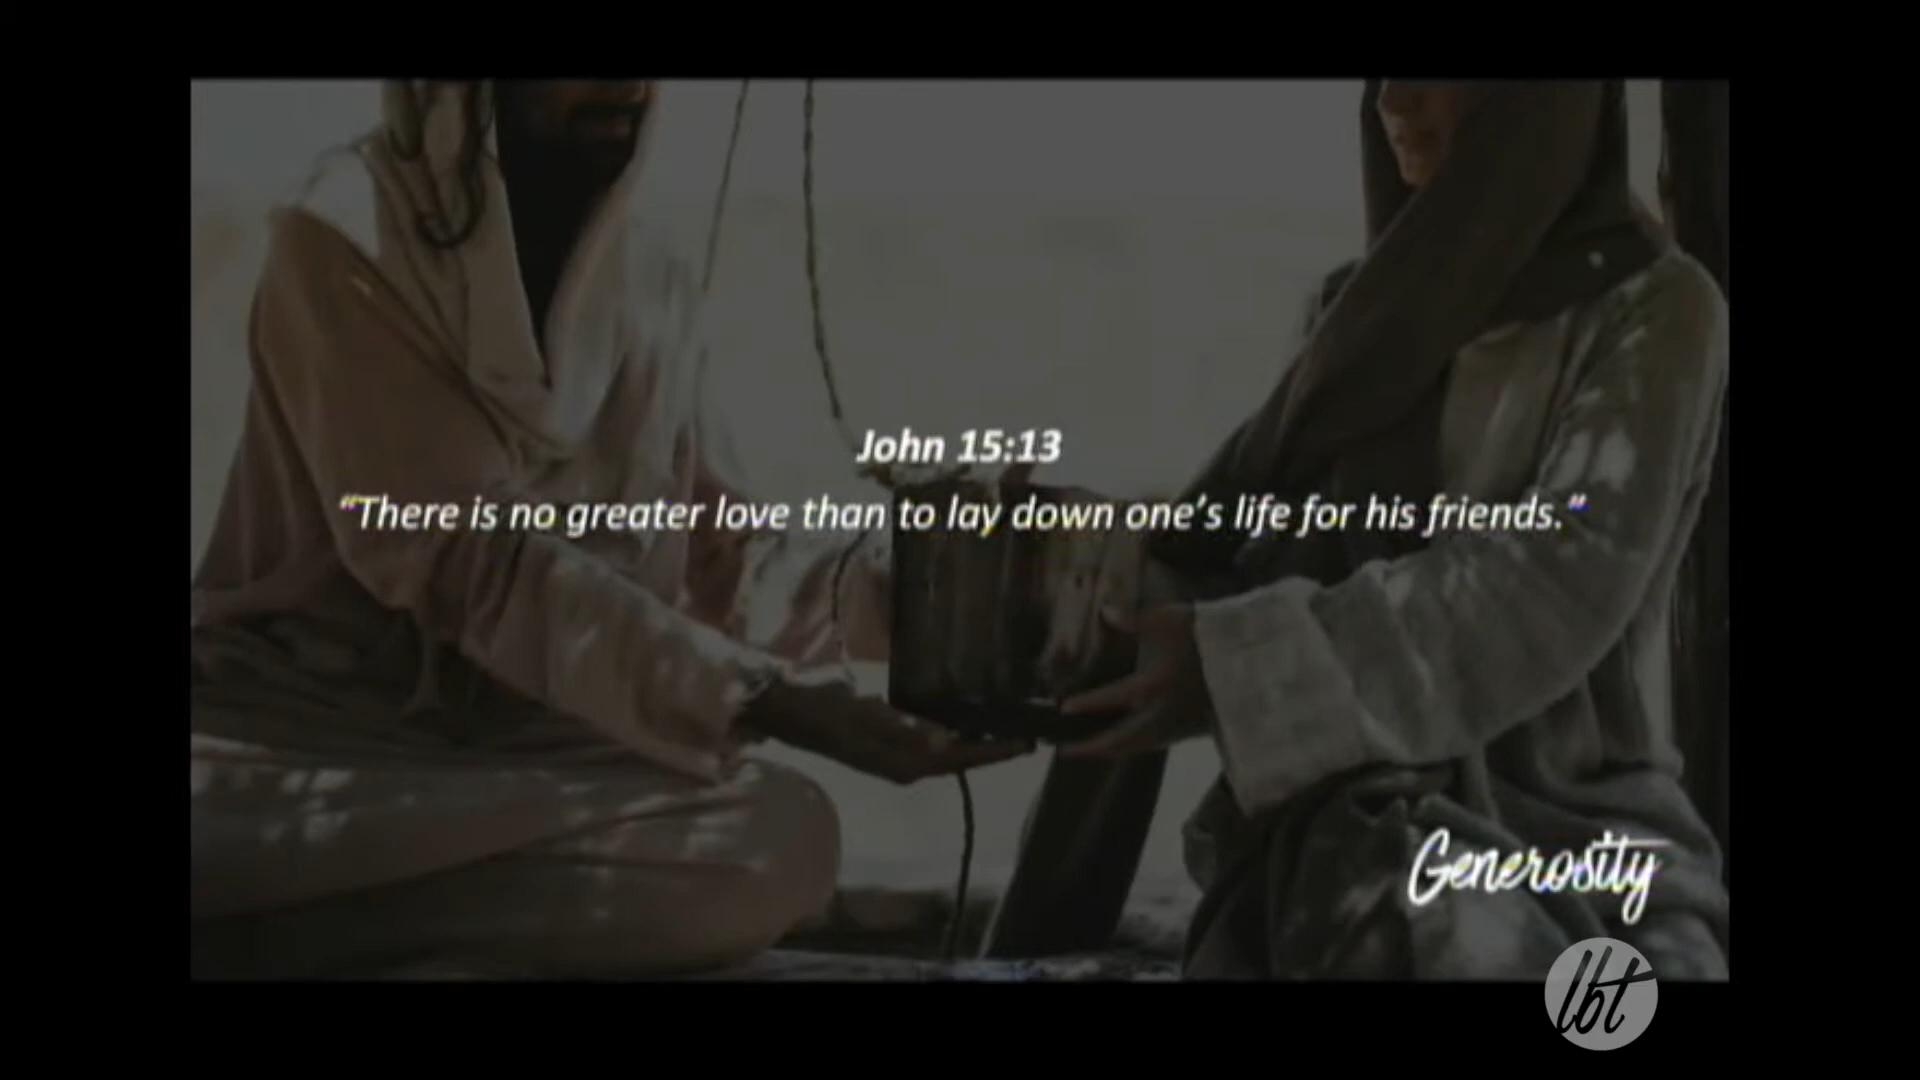 John 15:13
“There is no greater love than to lay down one’s life for his friends.”
Generosity
lbt